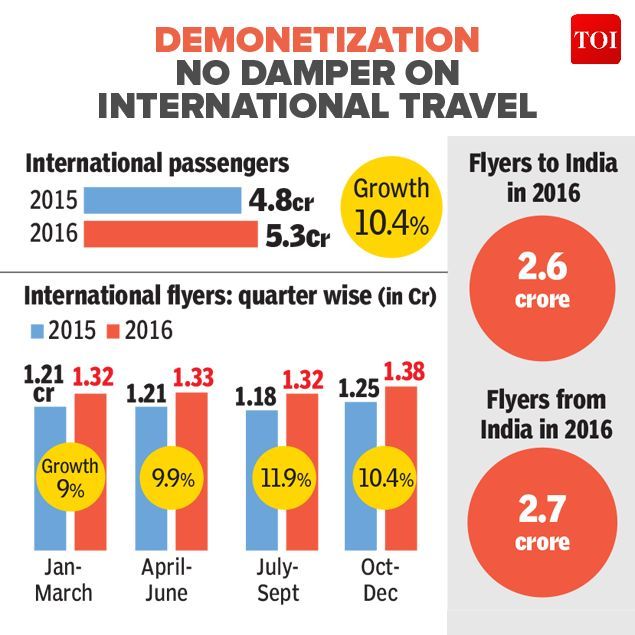 DEMONETIZATION
NO DAMPER ON
INTERNATIONAL TRAVEL
TOI
International passengers
2015 4.8cr
2016 5.3Cr
Growth
10.4%
International flyers: quarter wise (in Cr)
2015 2016
1.21 1.32 1.21 1.33 1.18 1.32 1.25 1.38
cr
Growth
9% 9.9% 11.9% 10.4%
Jan- April- July- Oct-
March June Sept Dec
Flyers to India
in 2016
2.6
crore
Flyers from
India in 2016
2.7
crore